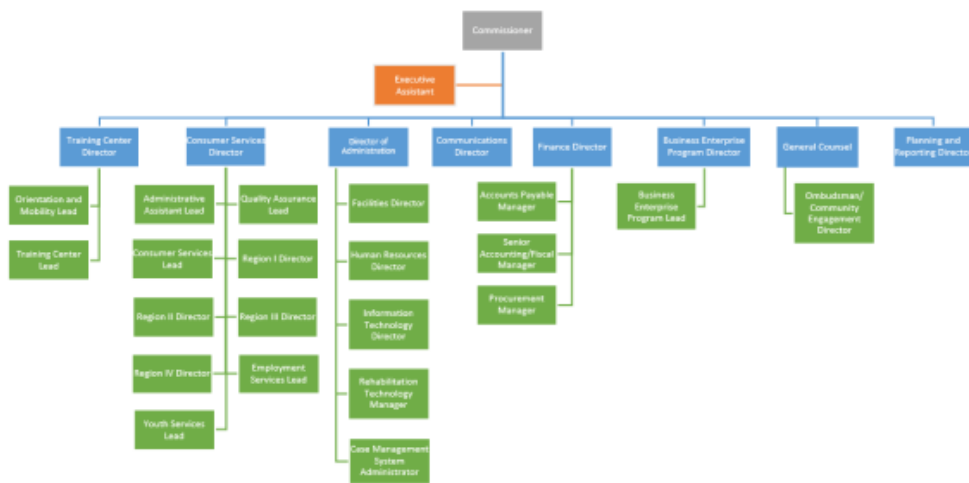 Commissioner
Executive
Assistant
Training Center
Director
Consumer Services
Director
Director of
Administration
Communications
Director
Finance Director
Business Enterprise
Program Director
General Counsel
Planning and
Reporting Director
Orientation and
Mobility Lead
Training Center
Lead
Administrative
Assistant Lead
Quality Assurance
Lead
Consumer Services
Lead
Region I Director
Region II Director
Region III Director
Region IV Director
Employment
Services Lead
Youth Services
Lead
Facilities Director
Human Resources
Director
Information
Technology
Director
Rehabilitation
Technology
Manager
Case Management
System
Administrator
Accounts Payable
Manager
Senior
Accounting/Fiscal
Manager
Procurement
Manager
Business
Enterprise
Program Lead
Ombudsman/
Community
Engagement
Director